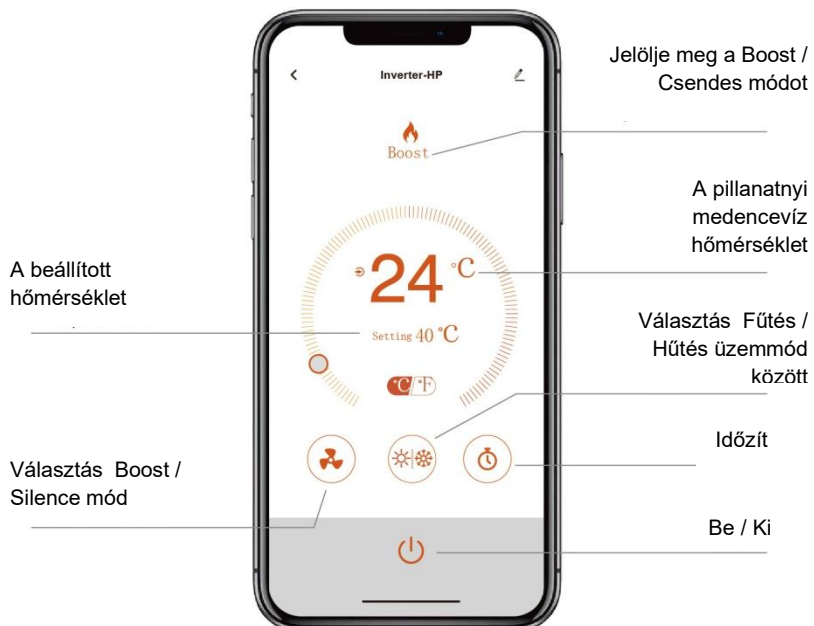 Inverter-HP
Jelölje meg a Boost /
Csendes módot
Boost
A pillanatnyi
medencevíz
hőmérséklet
A beállított
hőmérséklet
24 °C
Setting 40 °C
Választás Fűtés /
Hűtés üzemmód
között
°C/°F
Időzít
Választás Boost /
Silence mód
Be / Ki